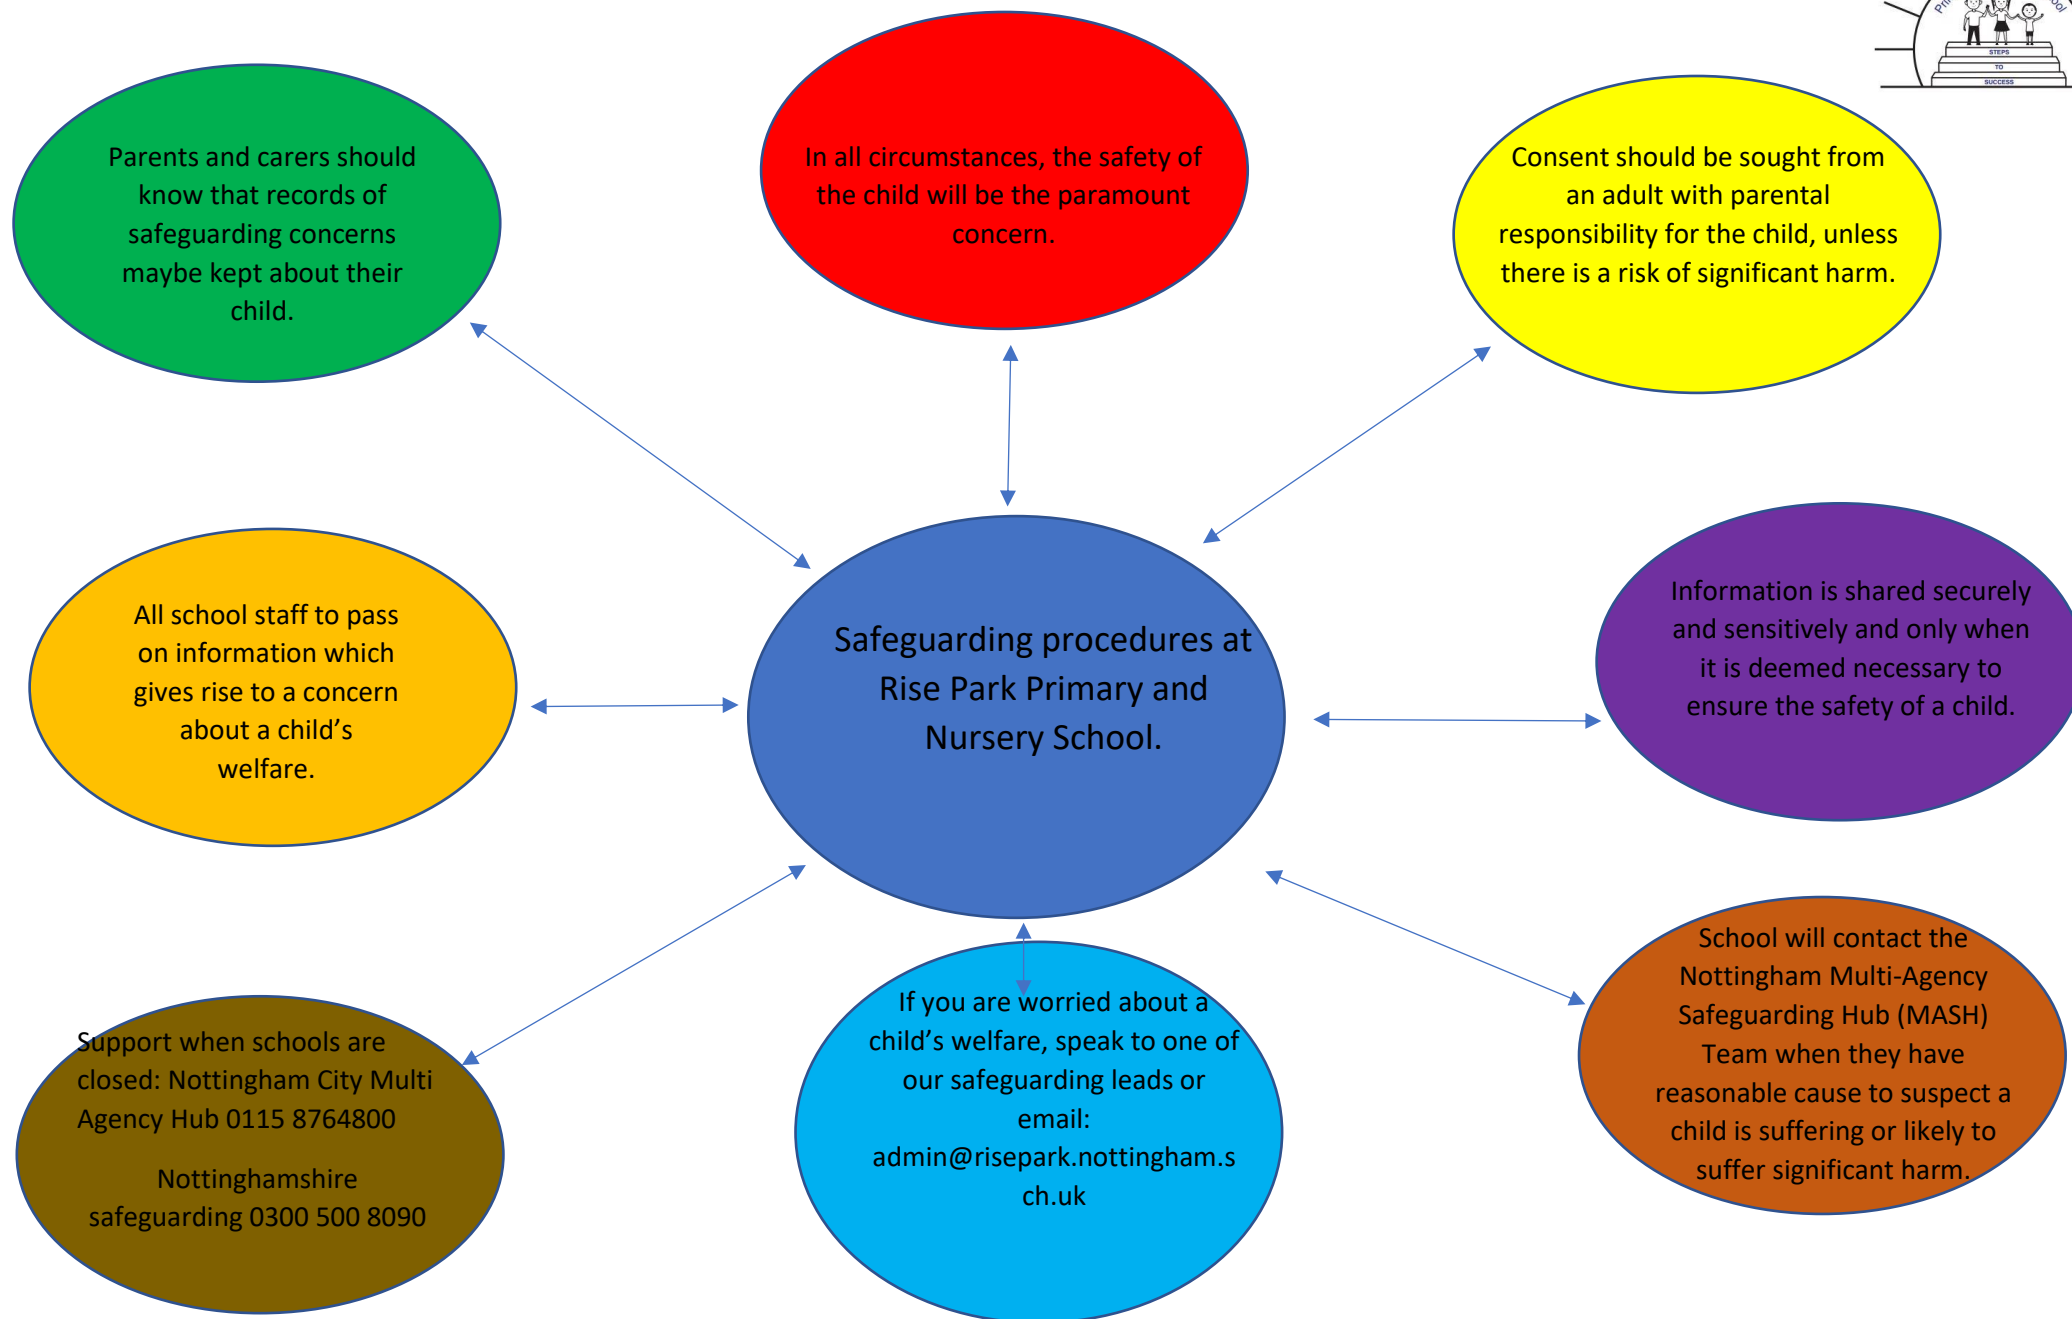 STEPS
TO
SUCCESS
Parents and carers should
know that records of
safeguarding concerns
maybe kept about their
child.
In all circumstances, the safety of
the child will be the paramount
concern.
Consent should be sought from
an adult with parental
responsibility for the child, unless
there is a risk of significant harm.
All school staff to pass
on information which
gives rise to a concern
about a child’s
welfare.
Safeguarding procedures at
Rise Park Primary and
Nursery School.
Information is shared securely
and sensitively and only when
it is deemed necessary to
ensure the safety of a child.
Support when schools are
closed: Nottingham City Multi
Agency Hub 0115 8764800
Nottinghamshire
safeguarding 0300 500 8090
If you are worried about a
child’s welfare, speak to one of
our safeguarding leads or
email:
admin@risepark.nottingham.s
ch.uk
School will contact the
Nottingham Multi-Agency
Safeguarding Hub (MASH)
Team when they have
reasonable cause to suspect a
child is suffering or likely to
suffer significant harm.